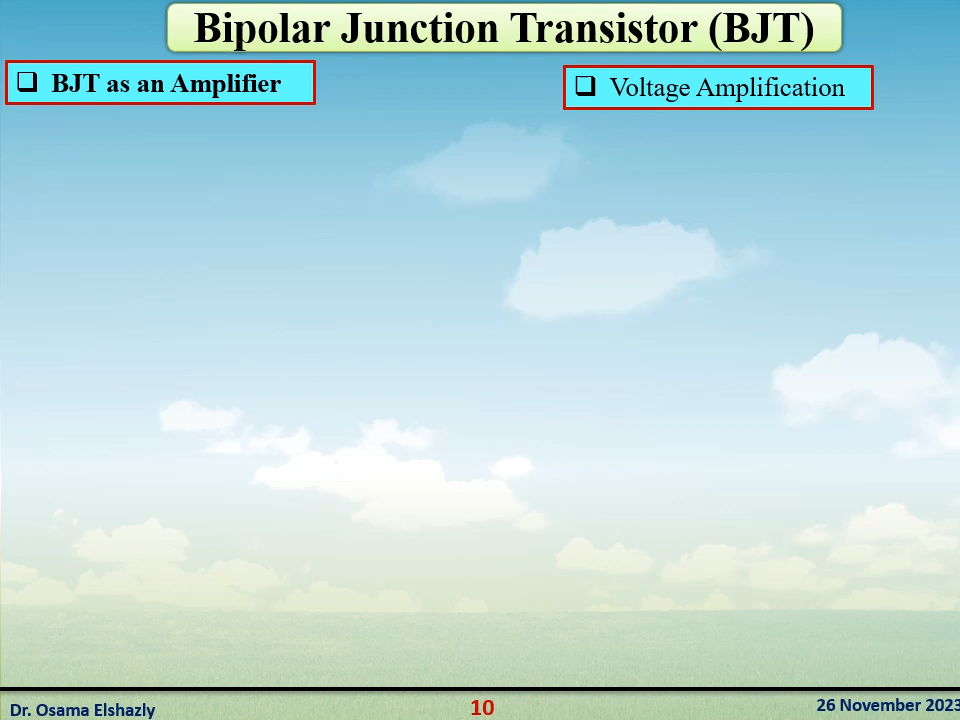 Bipolar Junction Transistor (BJT)
❑ BJT as an Amplifier
❑ Voltage Amplification
Dr. Osama Elshazly
10
26 November 2023